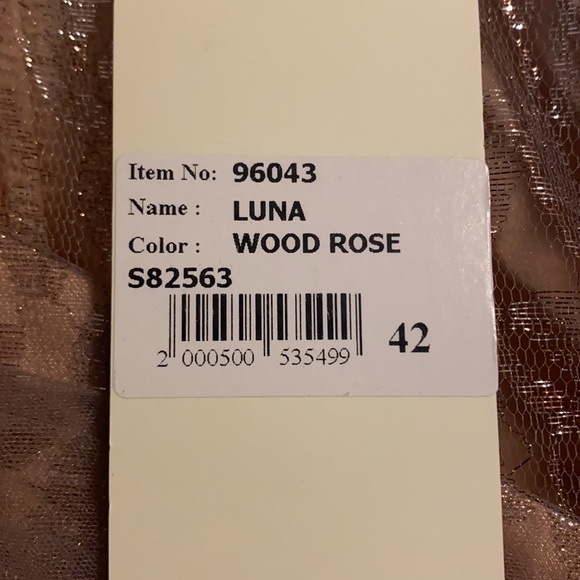 Item No: 96043
Name : LUNA
Color : WOOD ROSE
S82563
2 000500 535499
42